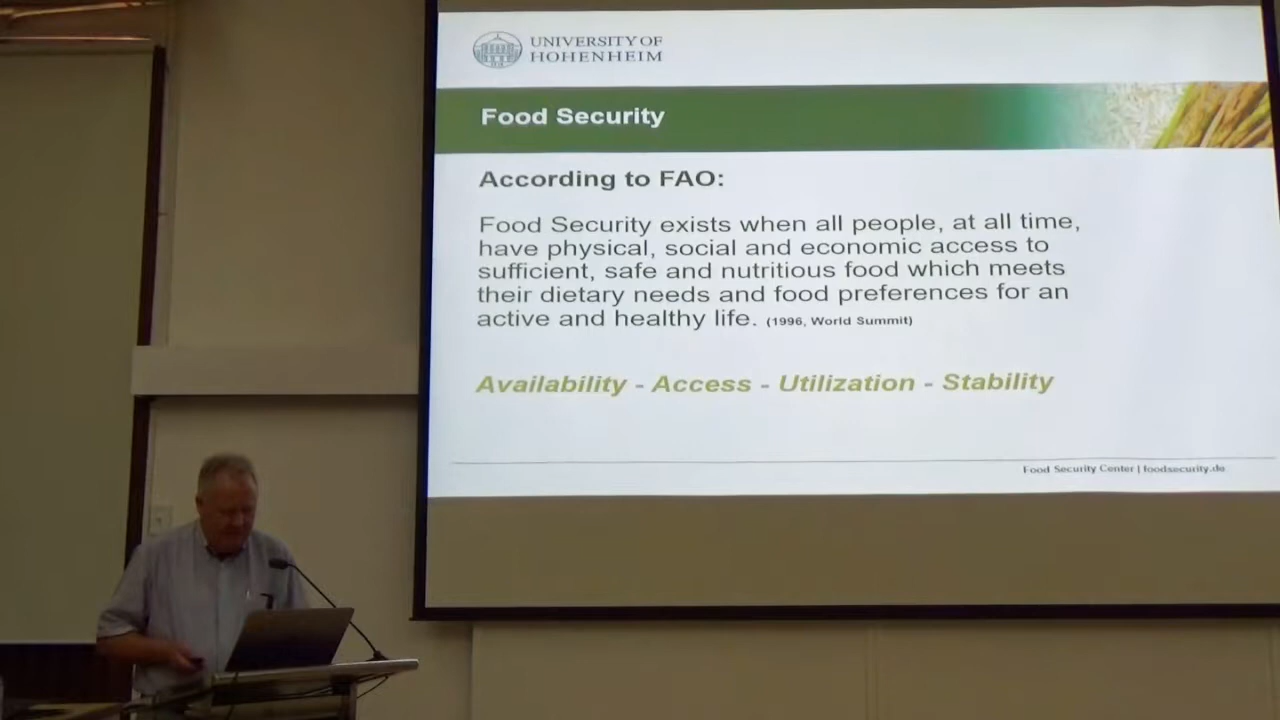 UNIVERSITY OF
HOHENHEIM
Food Security
According to FAO:
Food Security exists when all people, at all time,
have physical, social and economic access to
sufficient, safe and nutritious food which meets
their dietary needs and food preferences for an
active and healthy life. (1996, World Summit)
Availability - Access - Utilization - Stability
Food Security Center | foodsecurity.de